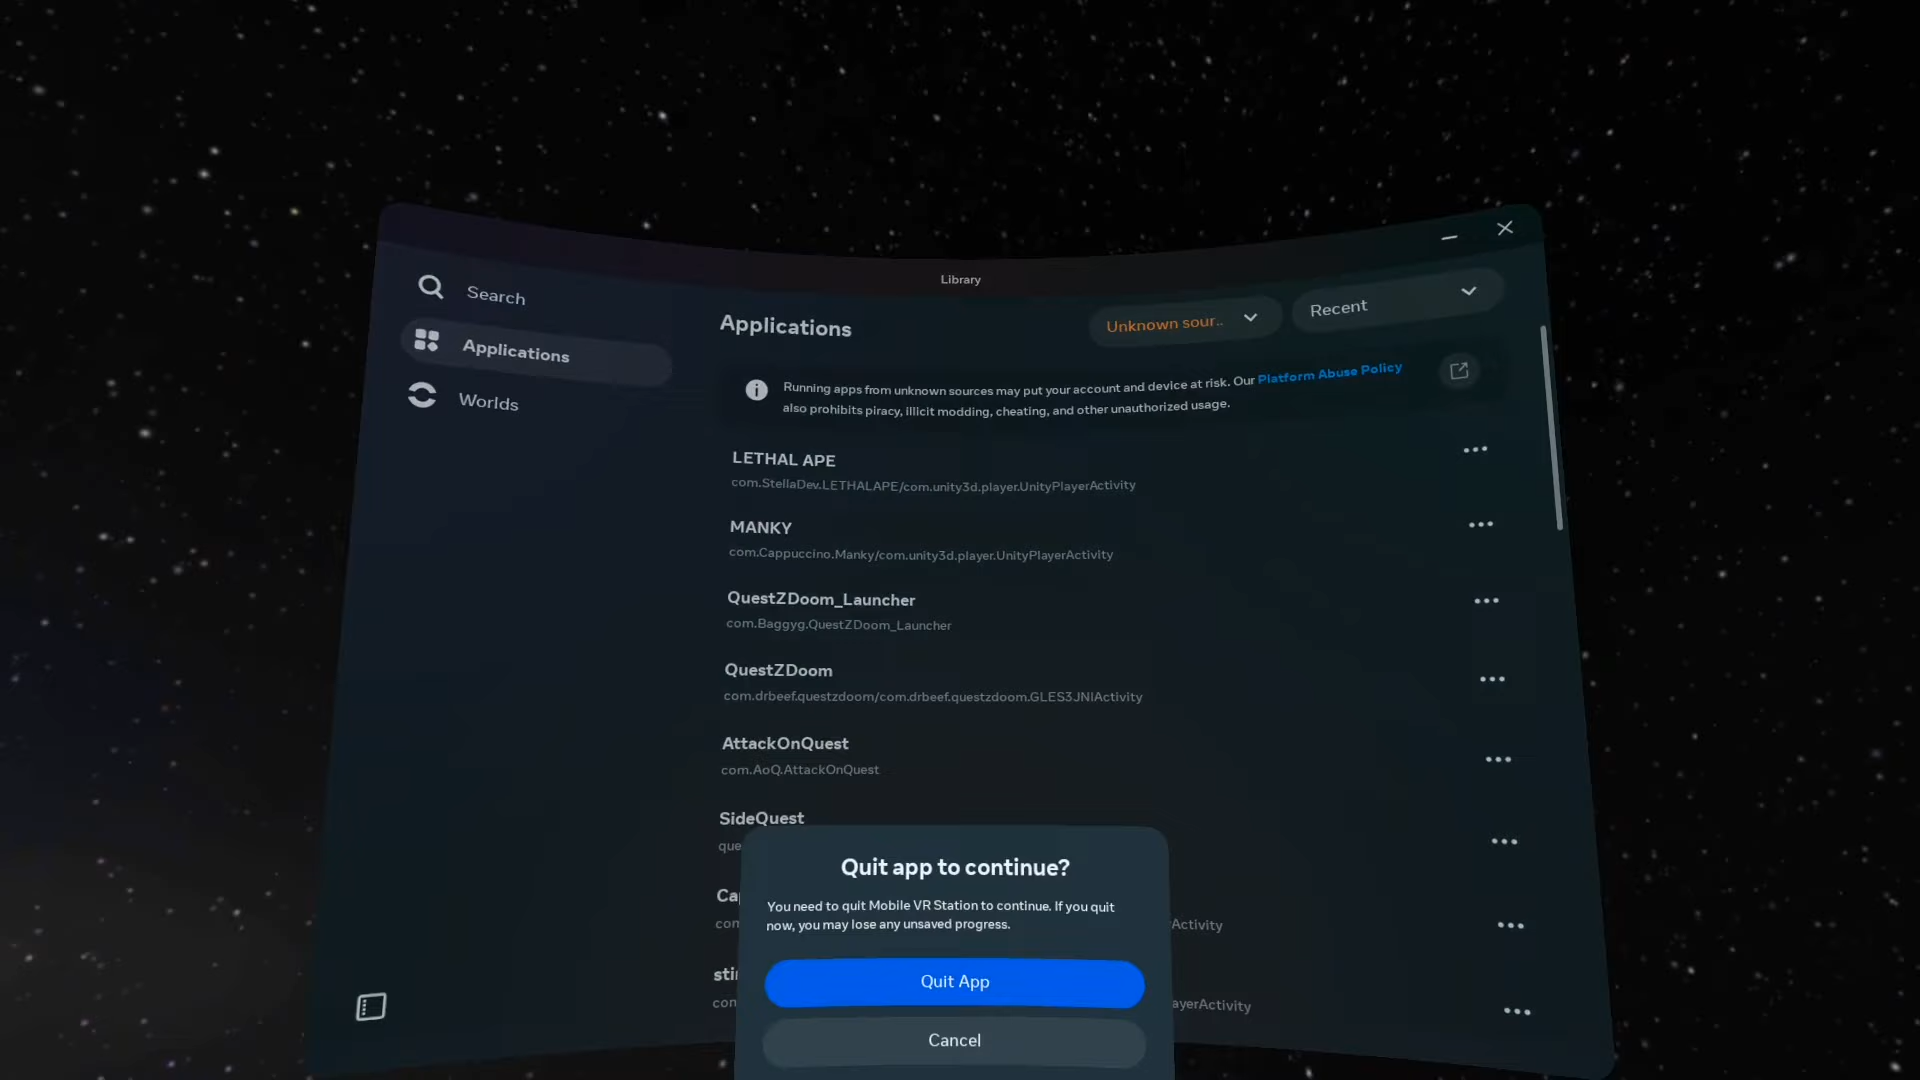 Library
Search
Applications
Worlds
Applications
Unknown sour..
Recent
Running apps from unknown sources may put your account and device at risk. Our Platform Abuse Policy
also prohibits piracy, illicit modding, cheating, and other unauthorized usage.
LETHAL APE
com.StellaDev.LETHALAPE/com.unity3d.player.UnityPlayerActivity
MANKY
com.Cappuccino.Manky/com.unity3d.player.UnityPlayerActivity
QuestZDoom_Launcher
com.Baggyg.QuestZDoom_Launcher
QuestZDoom
com.drbeef.questzdoom/com.drbeef.questzdoom.GLES3JNIActivity
AttackOnQuest
com.AoQ.AttackOnQuest
SideQuest
que
Ca
com
Activity
sti
com
ayerActivity
Quit app to continue?
You need to quit Mobile VR Station to continue. If you quit
now, you may lose any unsaved progress.
Quit App
Cancel